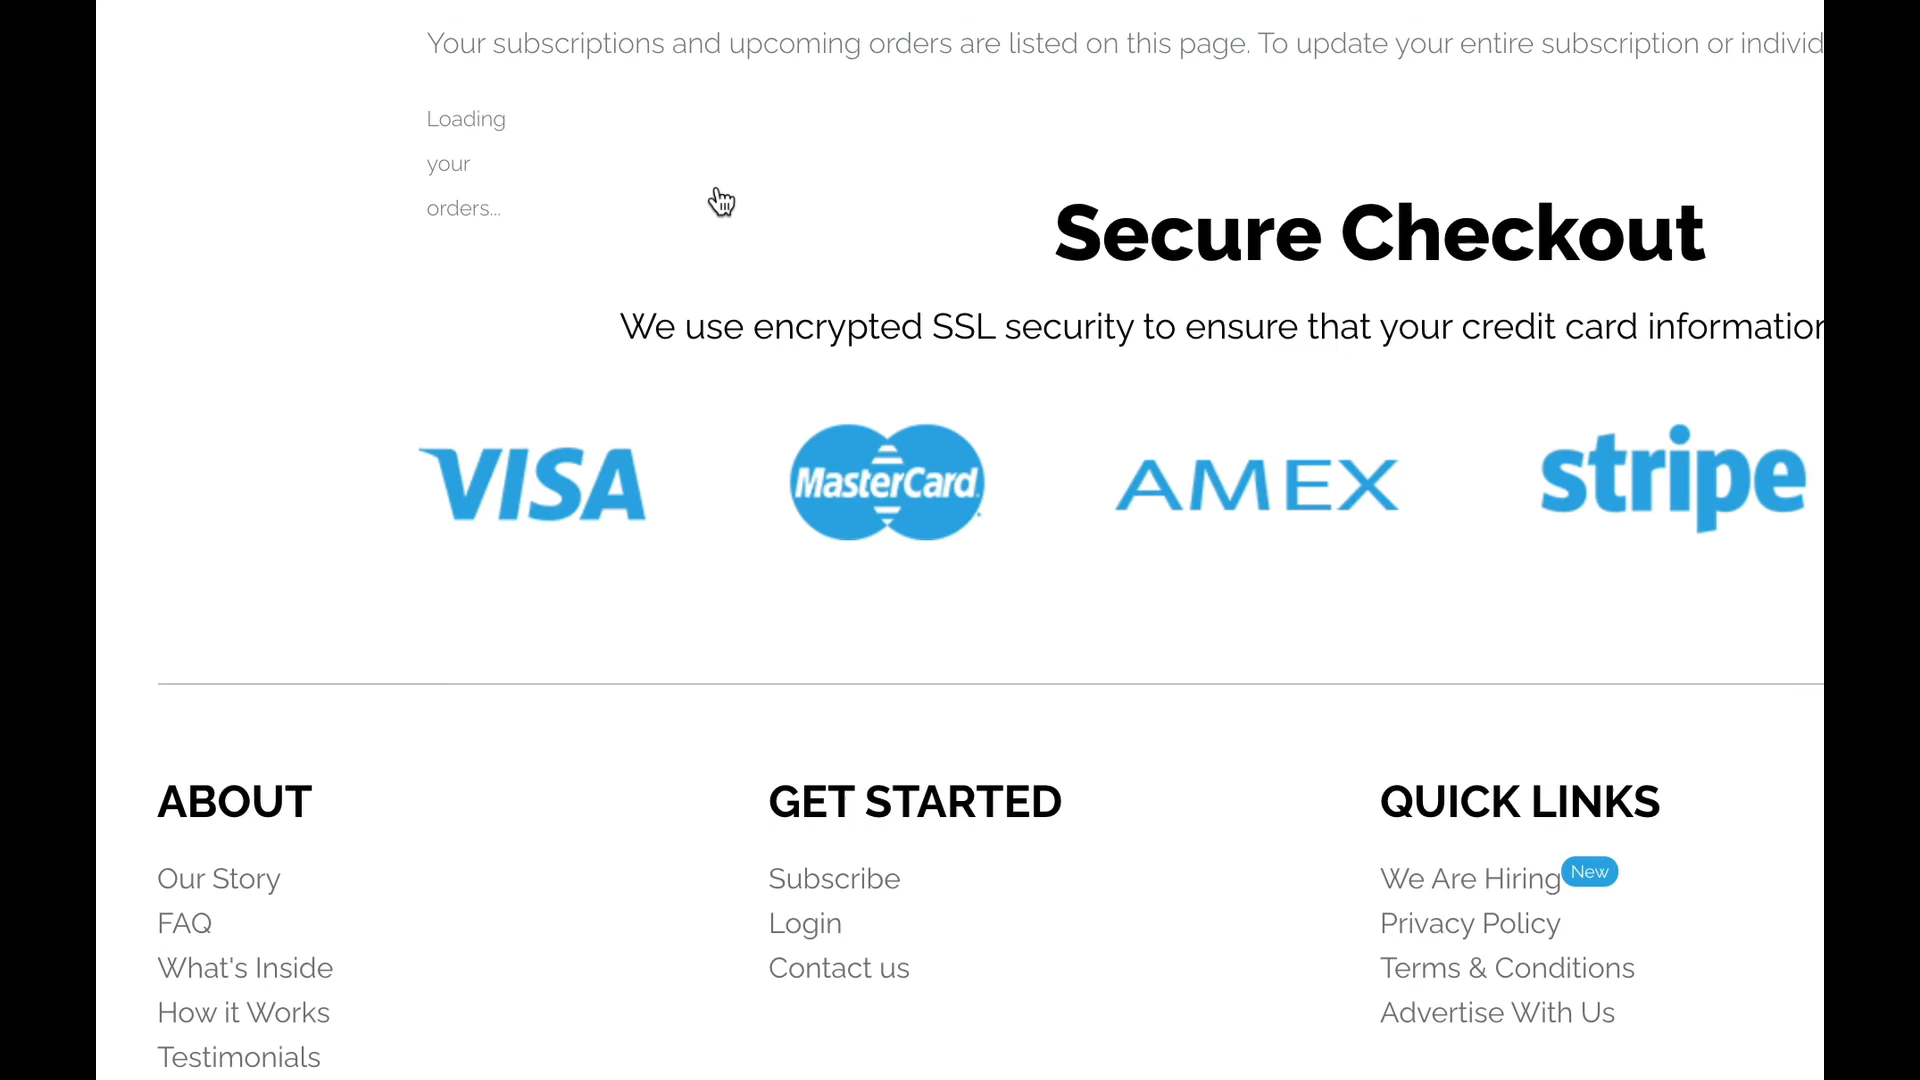 Your subscriptions and upcoming orders are listed on this page. To update your entire subscription or individ
Loading
your
orders...
Secure Checkout
We use encrypted SSL security to ensure that your credit card information
VISA
MasterCard
AMEX
stripe
ABOUT
Our Story
FAQ
What's Inside
How it Works
Testimonials
GET STARTED
Subscribe
Login
Contact us
QUICK LINKS
We Are Hiring New
Privacy Policy
Terms & Conditions
Advertise With Us